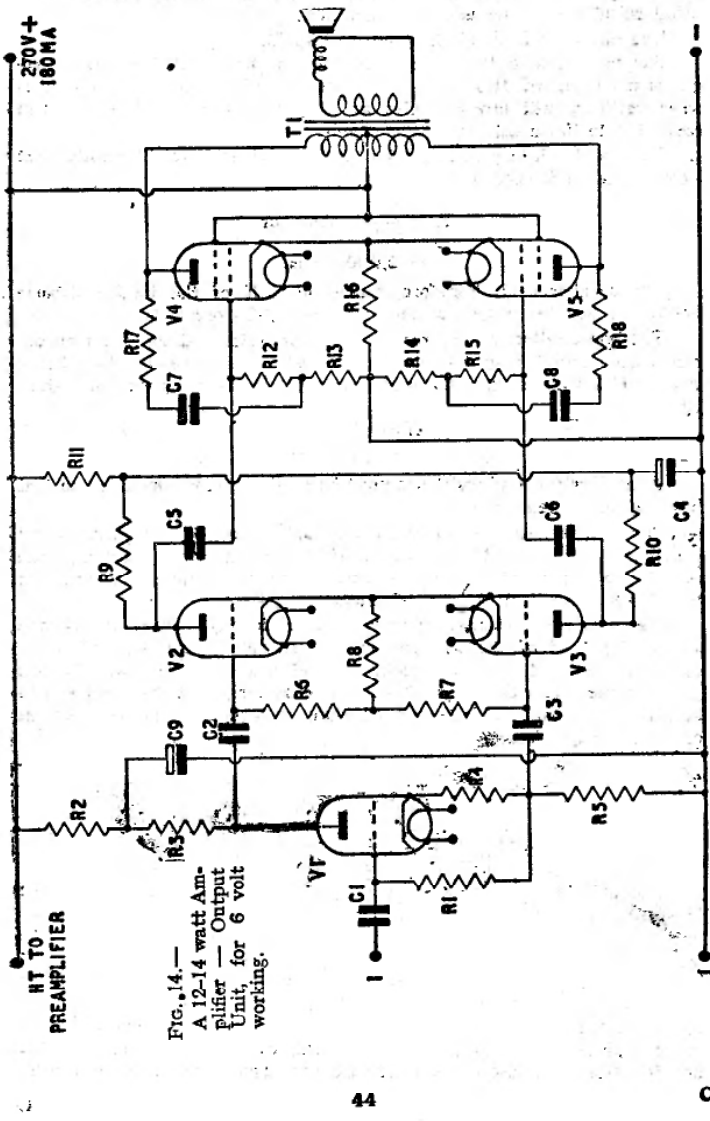 270V+
180MA
T1
V4
R17
C7
R12
R13
R16
R14
R15
C8
R18
V5
R11
R9
C5
C6
R10
C4
V2
R8
R6
R7
V3
C9
C2
C3
R2
R3
R4
R5
V1
C1
R1
HT TO
PREAMPLIFIER
FIG. 14.—
A 12–14 watt Am-
plifier — Output
Unit, for 6 volt
working.
I
I
44
C